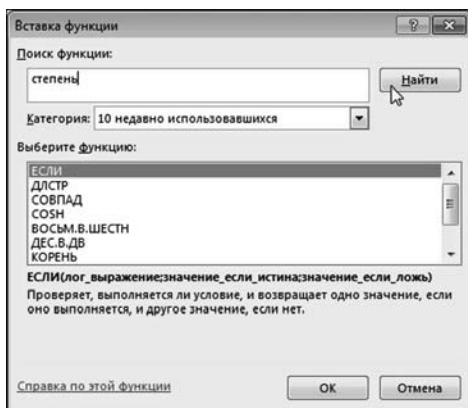 Вставка функции
Поиск функции:
степень
Найти
Категория: 10 недавно использовавшихся
Выберите функцию:
ЕСЛИ
ДЛСТР
СОВПАД
COSH
ВОСЬМ.В.ШЕСТН
ДЕС.В.ДВ
КОРЕНЬ
ЕСЛИ(лог_выражение;значение_если_истина;значение_если_ложь)
Проверяет, выполняется ли условие, и возвращает одно значение, если
оно выполняется, и другое значение, если нет.
Справка по этой функции
ОК
Отмена